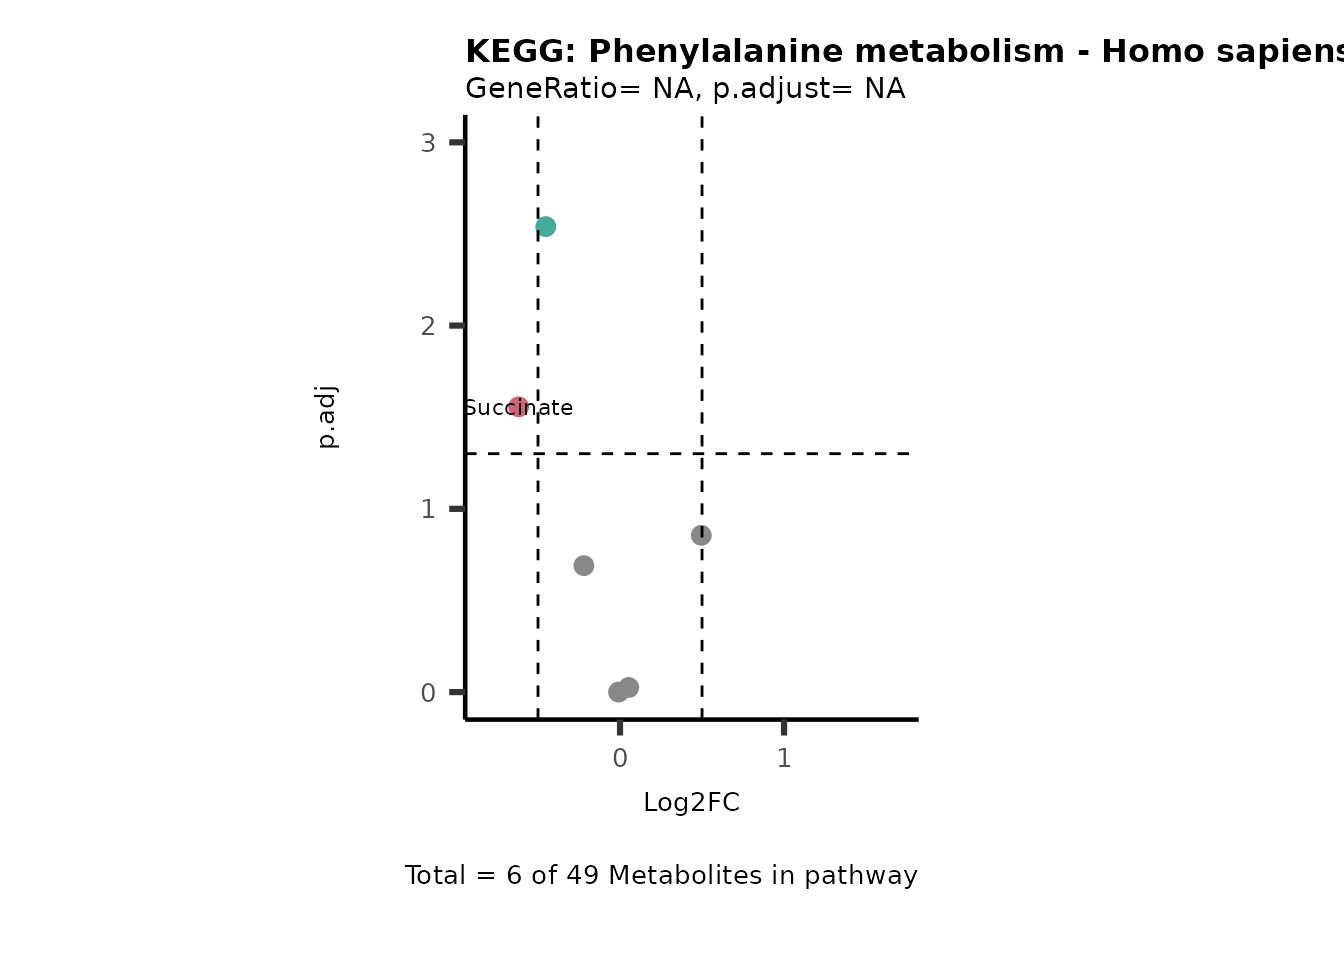 KEGG: Phenylalanine metabolism - Homo sapiens
GeneRatio= NA, p.adjust= NA
3
2
1
0
p.adj
Succinate
0 1
Log2FC
Total = 6 of 49 Metabolites in pathway